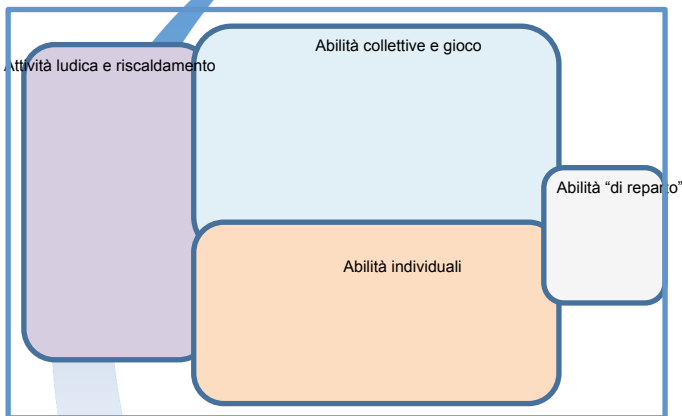 Abilità collettive e gioco
Attività ludica e riscaldamento
Abilità “di reparto”
Abilità individuali